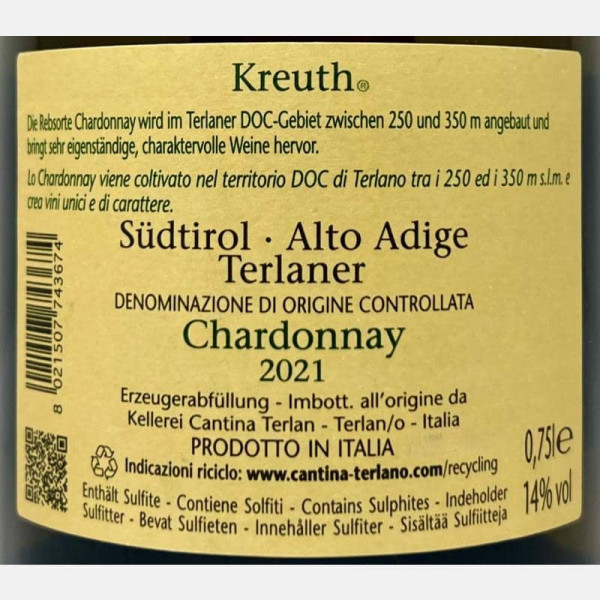 Kreuth®
Die Rebsorte Chardonnay wird im Terlaner DOC-Gebiet zwischen 250 und 350 m angebaut und
bringt sehr eigenständige, charaktervolle Weine hervor.
Lo Chardonnay viene coltivato nel territorio DOC di Terlano tra i 250 ed i 350 m s.l.m. e
crea vini unici e di carattere.
Südtirol · Alto Adige
Terlaner
DENOMINAZIONE DI ORIGINE CONTROLLATA
Chardonnay
2021
Erzeugerabfüllung - Imbott. all'origine da
Kellerei Cantina Terlan - Terlan/o - Italia
PRODOTTO IN ITALIA
Indicazioni riciclo: www.cantina-terlano.com/recycling
Enthält Sulfite - Contiene Solfiti - Contains Sulphites - Indeholder
Sulfitter - Bevat Sulfieten - Innehåller Sulfiter - Sisältää Sulfiitteja
0,75l e
14% vol
8 021507 743674